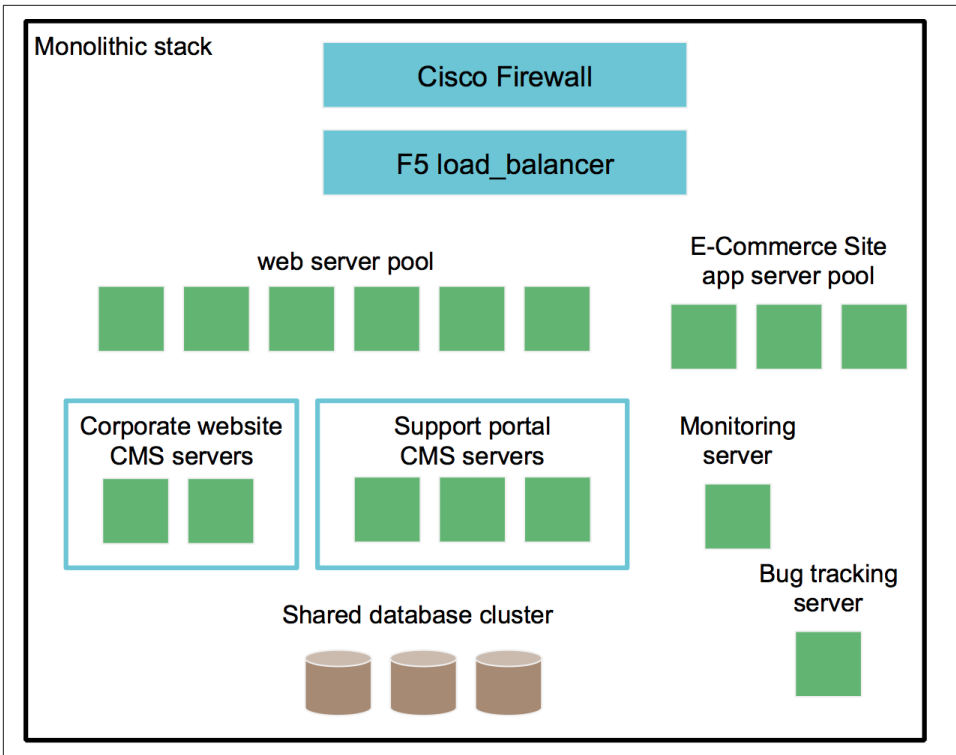 Monolithic stack
Cisco Firewall
F5 load_balancer
web server pool
E-Commerce Site
app server pool
Corporate website
CMS servers
Support portal
CMS servers
Monitoring
server
Bug tracking
server
Shared database cluster